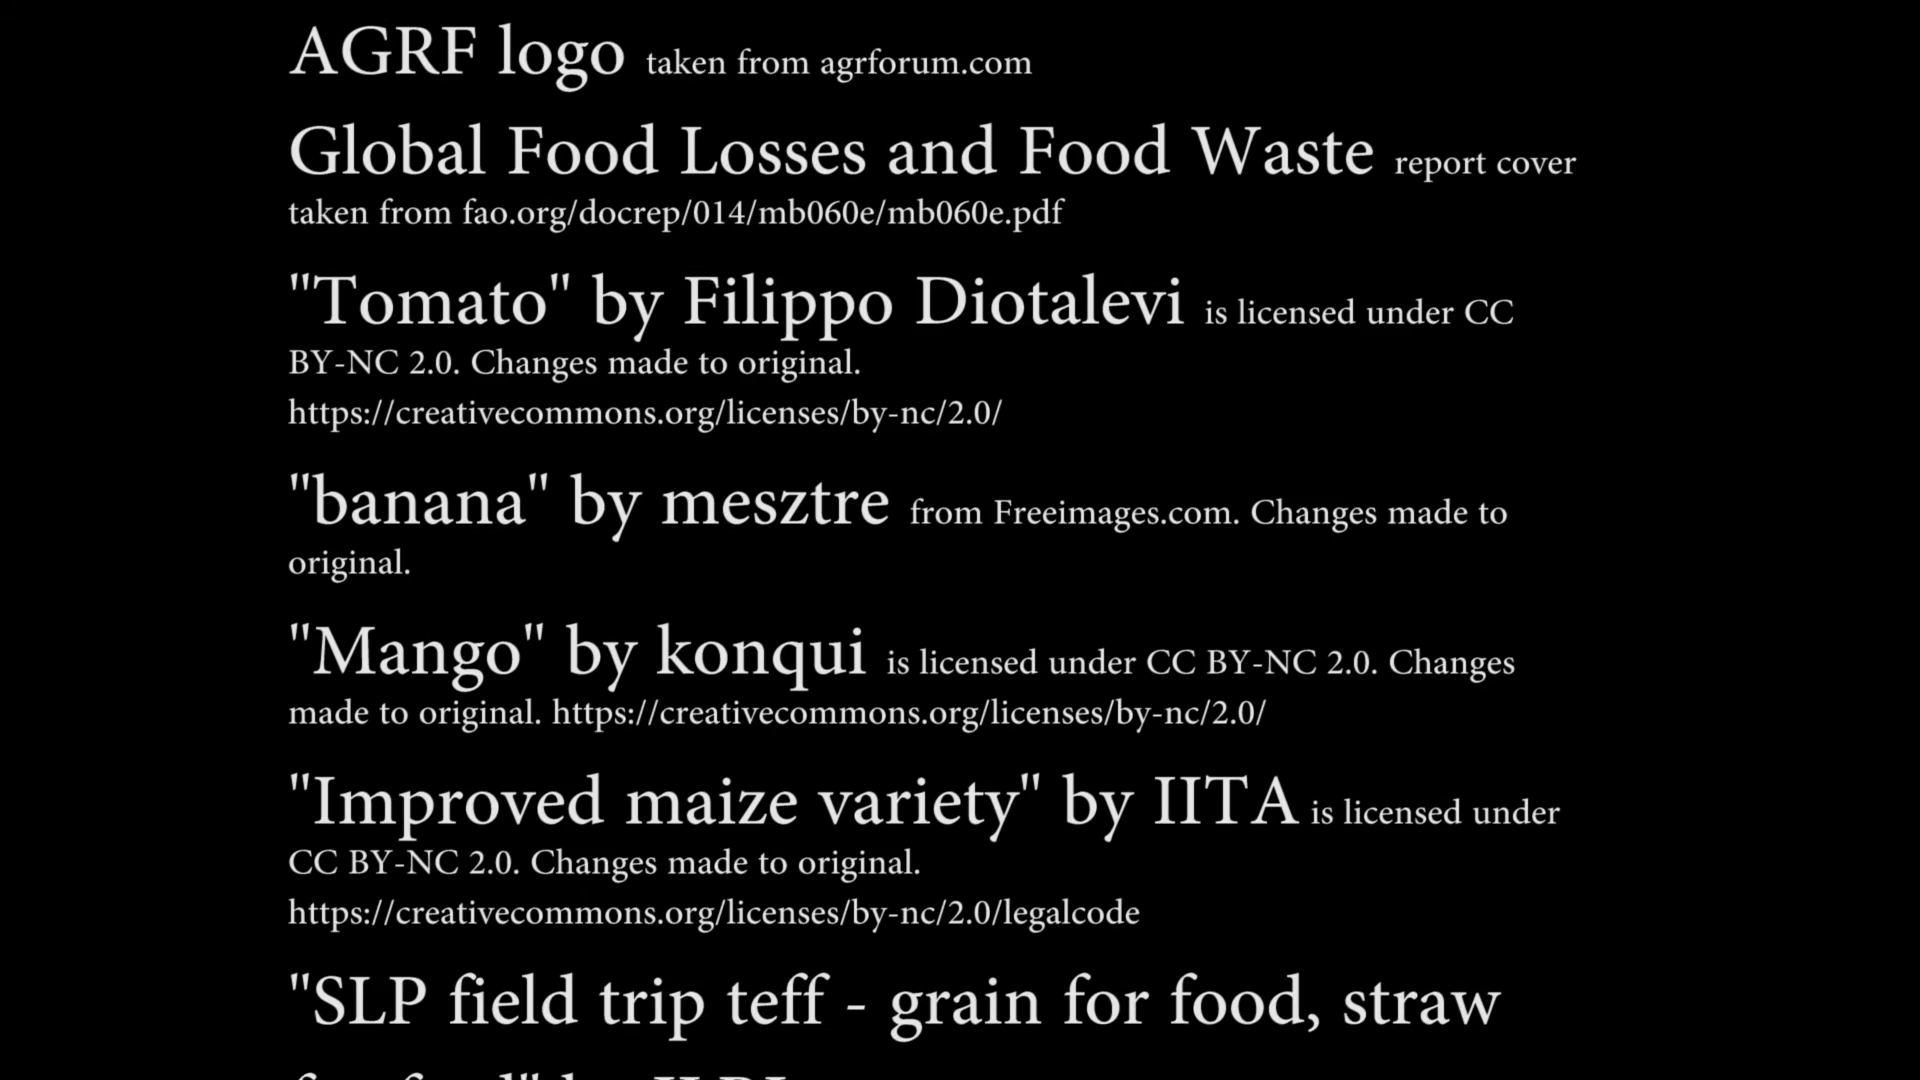 AGRF logo taken from agrforum.com
Global Food Losses and Food Waste report cover
taken from fao.org/docrep/014/mb060e/mb060e.pdf
"Tomato" by Filippo Diotalevi is licensed under CC
BY-NC 2.0. Changes made to original.
https://creativecommons.org/licenses/by-nc/2.0/
"banana" by mesztre from Freeimages.com. Changes made to
original.
"Mango" by konqui is licensed under CC BY-NC 2.0. Changes
made to original. https://creativecommons.org/licenses/by-nc/2.0/
"Improved maize variety" by IITA is licensed under
CC BY-NC 2.0. Changes made to original.
https://creativecommons.org/licenses/by-nc/2.0/legalcode
"SLP field trip teff - grain for food, straw